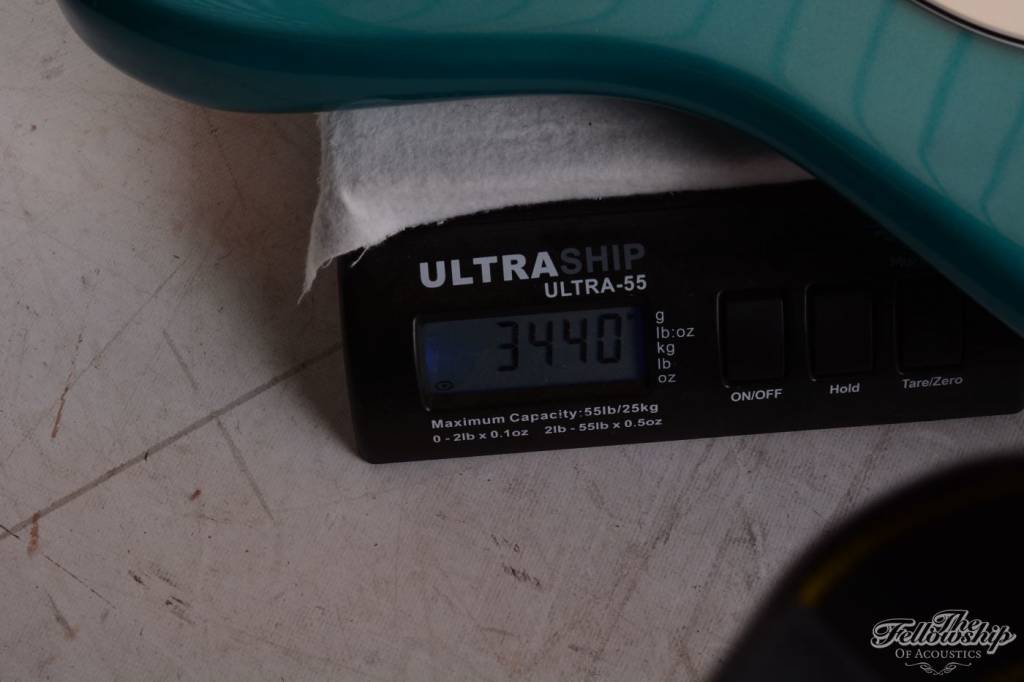 ULTRASHIP
ULTRA-55
3440
g
lb:oz
kg
lb
oz
ON/OFF
Hold
Tare/Zero
Maximum Capacity:55lb/25kg
0 - 2lb x 0.1oz 2lb - 55lb x 0.5oz
The
Fellowship
OF ACOUSTICS